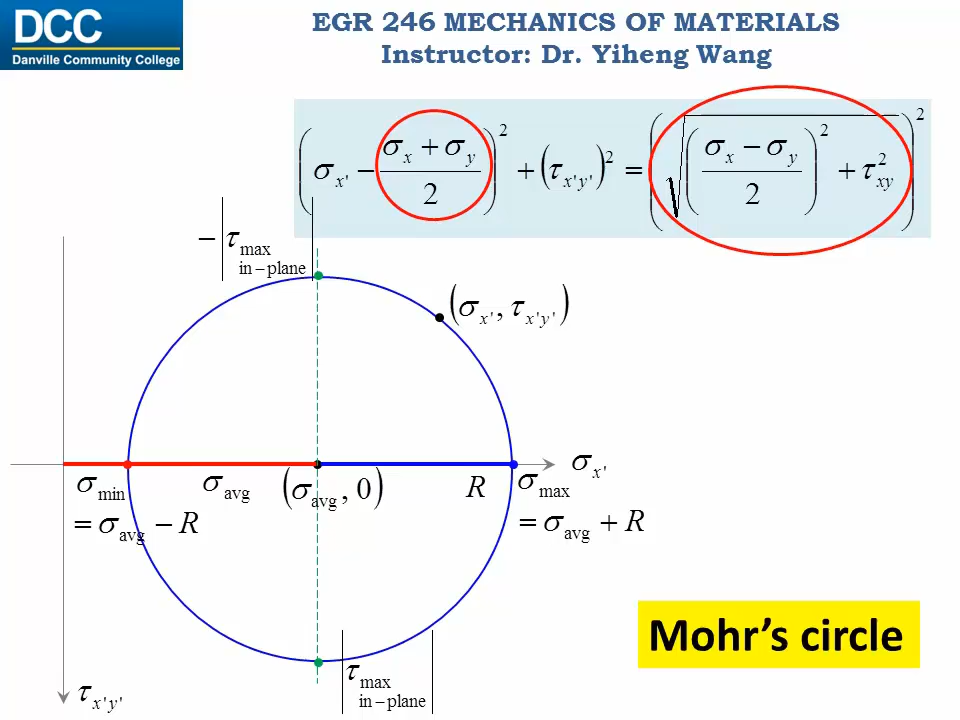 DCC
Danville Community College
EGR 246 MECHANICS OF MATERIALS
Instructor: Dr. Yiheng Wang
(σx' − (σx + σy)/2)² + (τx'y')² = (√(((σx − σy)/2)² + τxy²))²
−|τmax in−plane|
(σx', τx'y')
σx'
σmin = σavg − R
σavg
(σavg, 0)
R
σmax = σavg + R
Mohr’s circle
|τmax in−plane|
τx'y'